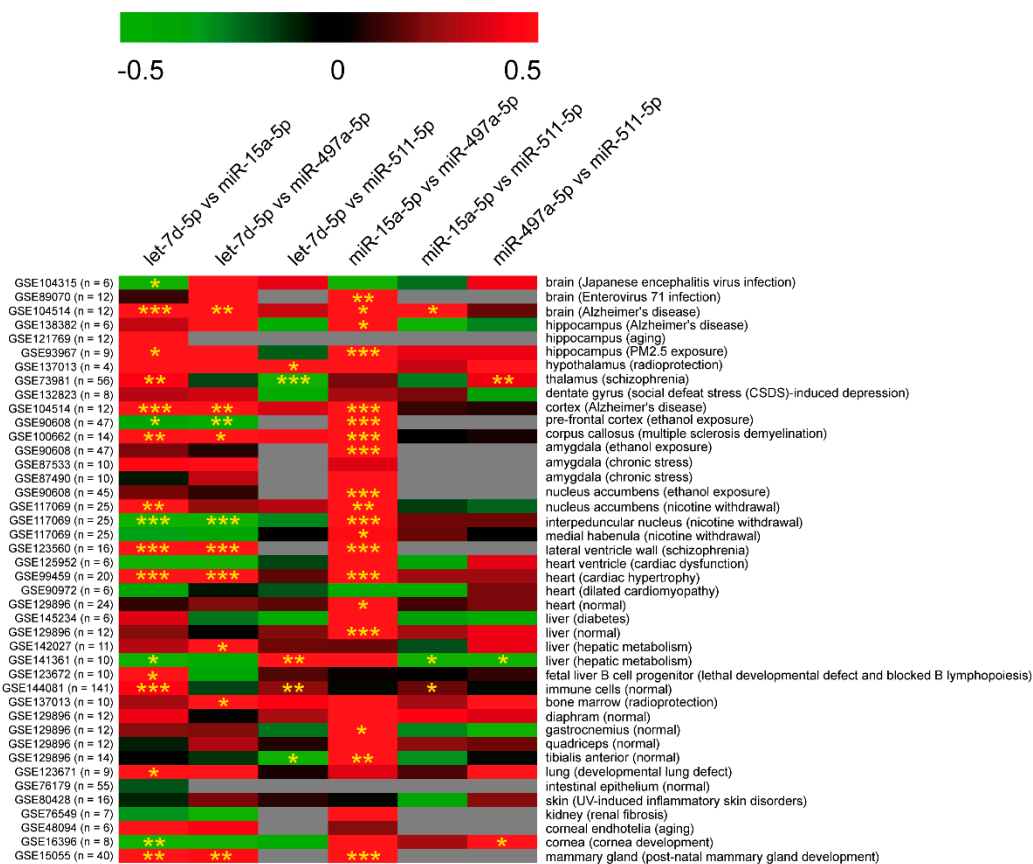 -0.5 0 0.5
let-7d-5p vs miR-15a-5p
let-7d-5p vs miR-497a-5p
let-7d-5p vs miR-511-5p
miR-15a-5p vs miR-497a-5p
miR-15a-5p vs miR-511-5p
miR-497a-5p vs miR-511-5p
GSE104315 (n = 6) * brain (Japanese encephalitis virus infection)
GSE89070 (n = 12) ** brain (Enterovirus 71 infection)
GSE104514 (n = 12) *** ** * * brain (Alzheimer's disease)
GSE138382 (n = 6) * hippocampus (Alzheimer's disease)
GSE121769 (n = 12) hippocampus (aging)
GSE93967 (n = 9) * *** hippocampus (PM2.5 exposure)
GSE137013 (n = 4) * hypothalamus (radioprotection)
GSE73981 (n = 56) ** *** ** thalamus (schizophrenia)
GSE132823 (n = 8) dentate gyrus (social defeat stress (CSDS)-induced depression)
GSE104514 (n = 12) *** ** *** cortex (Alzheimer's disease)
GSE90608 (n = 47) * ** *** pre-frontal cortex (ethanol exposure)
GSE100662 (n = 14) ** * *** corpus callosus (multiple sclerosis demyelination)
GSE90608 (n = 47) *** amygdala (ethanol exposure)
GSE87533 (n = 10) amygdala (chronic stress)
GSE87490 (n = 10) amygdala (chronic stress)
GSE90608 (n = 45) *** nucleus accumbens (ethanol exposure)
GSE117069 (n = 25) ** ** nucleus accumbens (nicotine withdrawal)
GSE117069 (n = 25) *** *** *** interpeduncular nucleus (nicotine withdrawal)
GSE117069 (n = 25) * medial habenula (nicotine withdrawal)
GSE123560 (n = 16) *** *** *** lateral ventricle wall (schizophrenia)
GSE125952 (n = 6) heart ventricle (cardiac dysfunction)
GSE99459 (n = 20) *** *** *** heart (cardiac hypertrophy)
GSE90972 (n = 6) heart (dilated cardiomyopathy)
GSE129896 (n = 24) * heart (normal)
GSE145234 (n = 6) liver (diabetes)
GSE129896 (n = 12) *** liver (normal)
GSE142027 (n = 11) * liver (hepatic metabolism)
GSE141361 (n = 10) * ** * * liver (hepatic metabolism)
GSE123672 (n = 10) * fetal liver B cell progenitor (lethal developmental defect and blocked B lymphopoiesis)
GSE144081 (n = 141) *** ** * immune cells (normal)
GSE137013 (n = 10) * bone marrow (radioprotection)
GSE129896 (n = 12) diaphram (normal)
GSE129896 (n = 12) * gastrocnemius (normal)
GSE129896 (n = 12) quadriceps (normal)
GSE129896 (n = 14) * ** tibialis anterior (normal)
GSE123671 (n = 9) * lung (developmental lung defect)
GSE76179 (n = 55) intestinal epithelium (normal)
GSE80428 (n = 16) skin (UV-induced inflammatory skin disorders)
GSE76549 (n = 7) kidney (renal fibrosis)
GSE48094 (n = 6) corneal endhotelia (aging)
GSE16396 (n = 8) ** * cornea (cornea development)
GSE15055 (n = 40) ** ** *** mammary gland (post-natal mammary gland development)